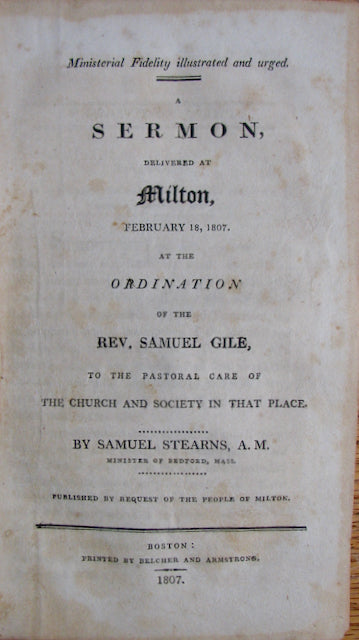 Ministerial Fidelity illustrated and urged.
A
SERMON,
DELIVERED AT
Milton,
FEBRUARY 18, 1807.
AT THE
ORDINATION
OF THE
REV. SAMUEL GILE,
TO THE PASTORAL CARE OF
THE CHURCH AND SOCIETY IN THAT PLACE.
BY SAMUEL STEARNS, A. M.
MINISTER OF BEDFORD, MASS.
PUBLISHED BY REQUEST OF THE PEOPLE OF MILTON.
BOSTON:
PRINTED BY BELCHER AND ARMSTRONG.
1807.